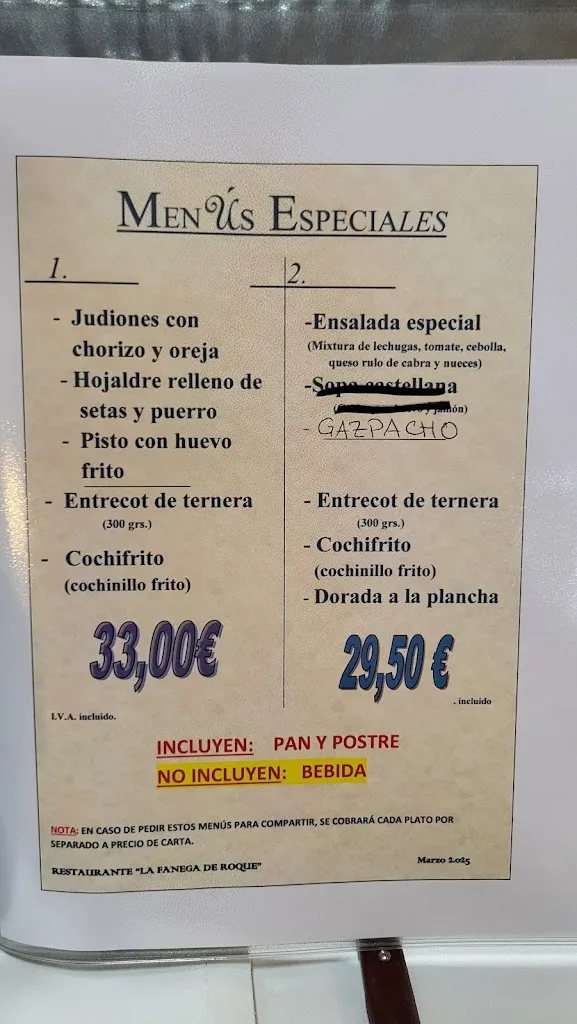 MENÚS ESPECIALES
1.
- Judiones con
chorizo y oreja
- Hojaldre relleno de
setas y puerro
- Pisto con huevo
frito
- Entrecot de ternera
(300 grs.)
- Cochifrito
(cochinillo frito)
33,00€
I.V.A. incluido.
2.
-Ensalada especial
(Mixtura de lechugas, tomate, cebolla,
queso rulo de cabra y nueces)
-Sopa castellana
y jamón)
- GAZPACHO
- Entrecot de ternera
(300 grs.)
- Cochifrito
(cochinillo frito)
- Dorada a la plancha
29,50 €
. incluido
INCLUYEN: PAN Y POSTRE
NO INCLUYEN: BEBIDA
NOTA: EN CASO DE PEDIR ESTOS MENÚS PARA COMPARTIR, SE COBRARÁ CADA PLATO POR
SEPARADO A PRECIO DE CARTA.
RESTAURANTE “LA FANEGA DE ROQUE”
Marzo 2.025